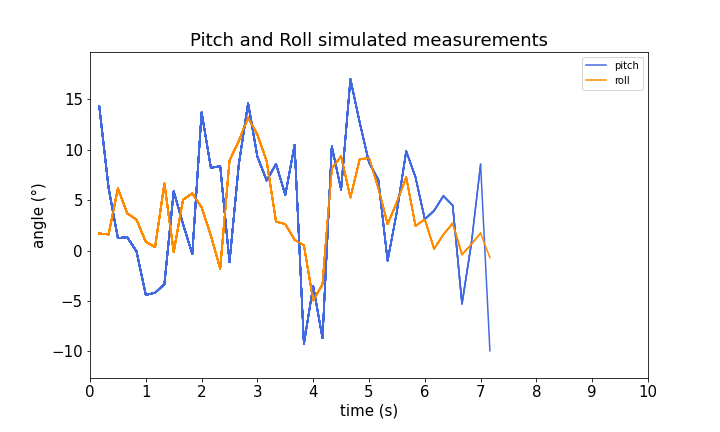 Pitch and Roll simulated measurements
pitch
roll
angle (°)
15
10
5
0
−5
−10
0 1 2 3 4 5 6 7 8 9 10
time (s)